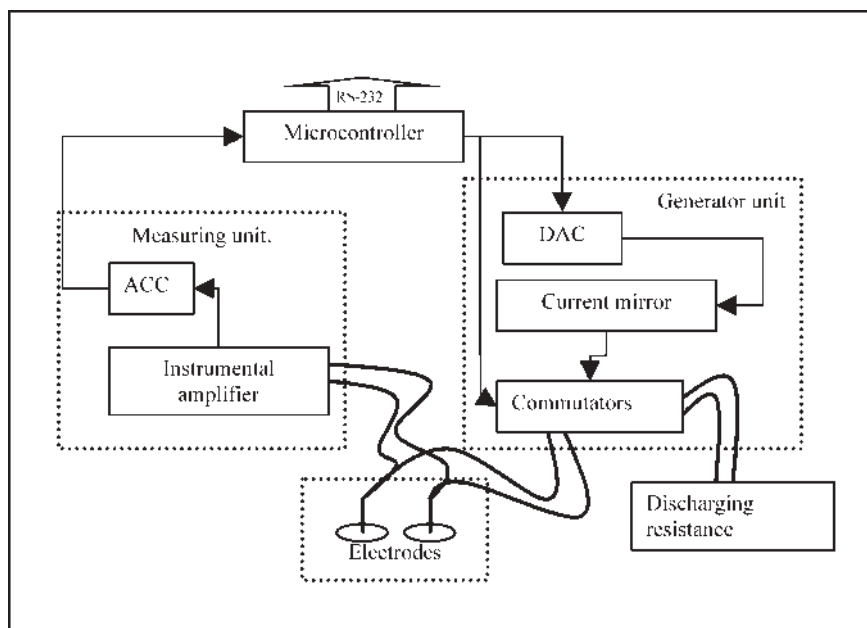 RS-232
Microcontroller
Generator unit
Measuring unit.
DAC
ACC
Current mirror
Instrumental
amplifier
Commutators
Discharging
resistance
Electrodes